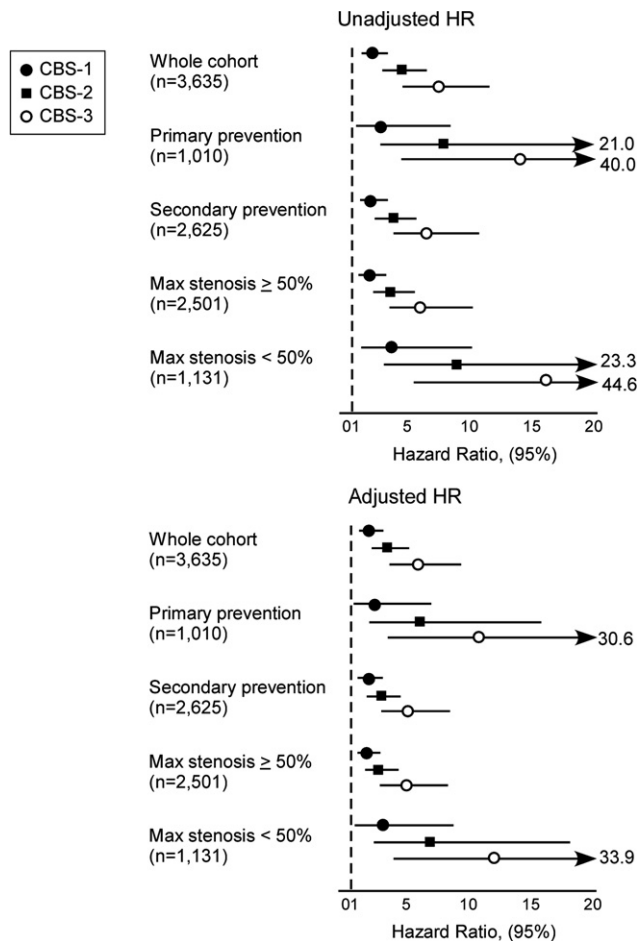 Unadjusted HR
CBS-1
CBS-2
CBS-3
Whole cohort
(n=3,635)
Primary prevention
(n=1,010)
21.0
40.0
Secondary prevention
(n=2,625)
Max stenosis ≥ 50%
(n=2,501)
Max stenosis < 50%
(n=1,131)
23.3
44.6
01 5 10 15 20
Hazard Ratio, (95%)
Adjusted HR
Whole cohort
(n=3,635)
Primary prevention
(n=1,010)
30.6
Secondary prevention
(n=2,625)
Max stenosis ≥ 50%
(n=2,501)
Max stenosis < 50%
(n=1,131)
33.9
01 5 10 15 20
Hazard Ratio, (95%)